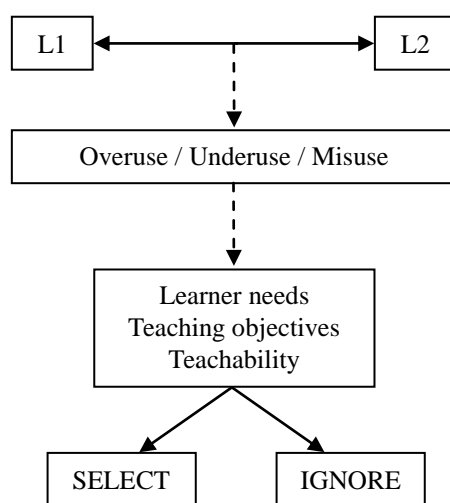 L1
L2
Overuse / Underuse / Misuse
Learner needs
Teaching objectives
Teachability
SELECT
IGNORE